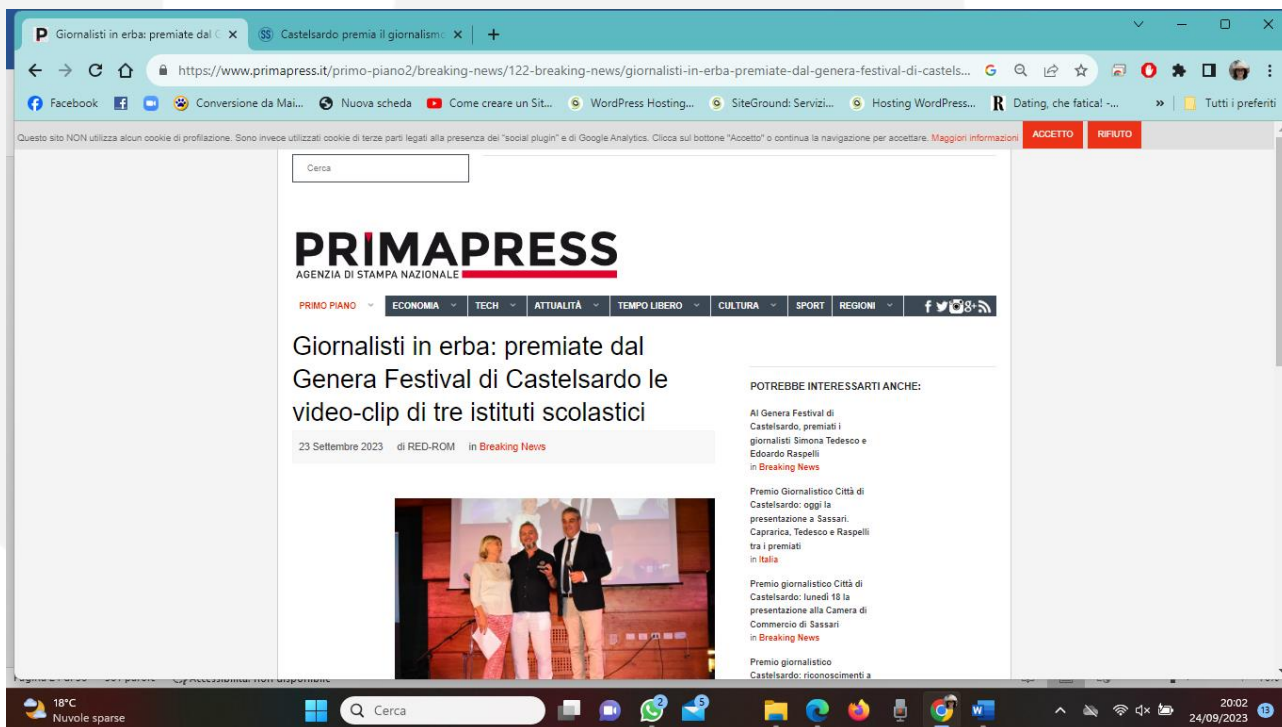 Giornalisti in erba: premiate dal G
Castelsardo premia il giornalismo
https://www.primapress.it/primo-piano2/breaking-news/122-breaking-news/giornalisti-in-erba-premiate-dal-genera-festival-di-castels...
Facebook
Conversione da Mai...
Nuova scheda
Come creare un Sit...
WordPress Hosting...
SiteGround: Servizi...
Hosting WordPress...
R Dating, che fatica! -...
»
Tutti i preferiti
Questo sito NON utilizza alcun cookie di profilazione. Sono invece utilizzati cookie di terze parti legati alla presenza dei "social plugin" e di Google Analytics. Clicca sul bottone "Accetto" o continua la navigazione per accettare. Maggiori informazioni ACCETTO RIFIUTO
Cerca
PRIMAPRESS
AGENZIA DI STAMPA NAZIONALE
PRIMO PIANO ECONOMIA TECH ATTUALITÀ TEMPO LIBERO CULTURA SPORT REGIONI
Giornalisti in erba: premiate dal
Genera Festival di Castelsardo le
video-clip di tre istituti scolastici
23 Settembre 2023 di RED-ROM in Breaking News
POTREBBE INTERESSARTI ANCHE:
Al Genera Festival di
Castelsardo, premiati i
giornalisti Simona Tedesco e
Edoardo Raspelli
in Breaking News
Premio Giornalistico Città di
Castelsardo: oggi la
presentazione a Sassari.
Caprarica, Tedesco e Raspelli
tra i premiati
in Italia
Premio giornalistico Città di
Castelsardo: lunedì 18 la
presentazione alla Camera di
Commercio di Sassari
in Breaking News
Premio giornalistico
Castelsardo: riconoscimenti a
18°C
Nuvole sparse
Cerca
2
5
20:02
24/09/2023
13